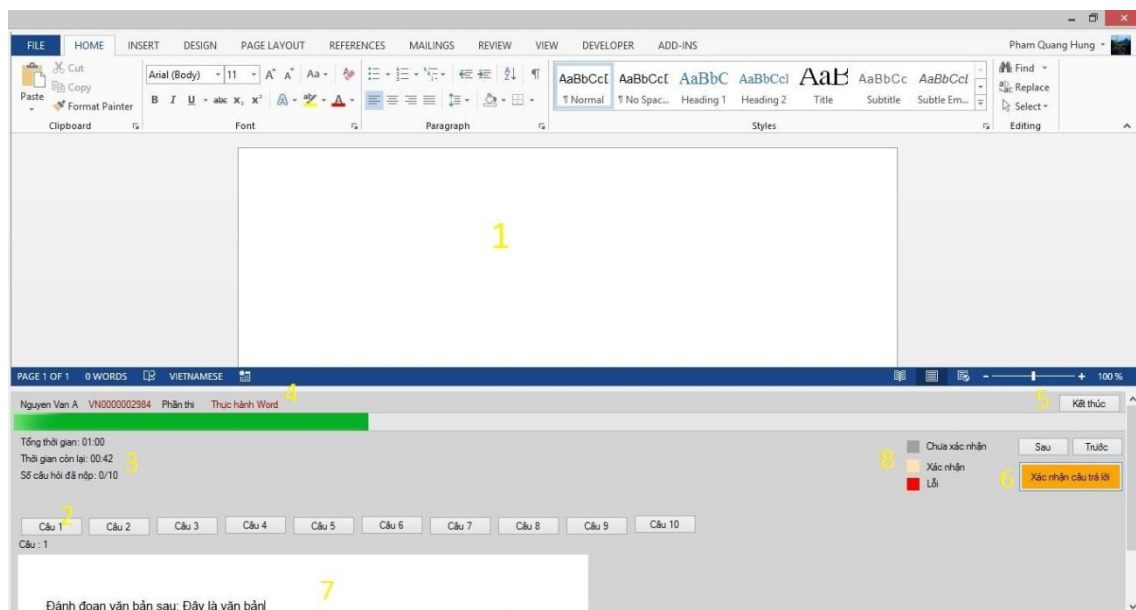 FILE HOME INSERT DESIGN PAGE LAYOUT REFERENCES MAILINGS REVIEW VIEW DEVELOPER ADD-INS Pham Quang Hung
Cut
Copy
Paste
Format Painter
Clipboard
Arial (Body) 11 A A Aa
B I U abc X₂ X² A aby A
Font
Paragraph
AaBbCcI AaBbCcI AaBbC AaBbCcl AaB AaBbCc AaBbCcl
¶ Normal ¶ No Spac... Heading 1 Heading 2 Title Subtitle Subtle Em...
Styles
Find
Replace
Select
Editing
1
PAGE 1 OF 1 0 WORDS VIETNAMESE 100 %
Nguyen Van A VN0000002984 Phần thi Thực hành Word 4 5 Kết thúc
Tổng thời gian: 01:00
Thời gian còn lại: 00:42 3
Số câu hỏi đã nộp: 0/10
8 Chưa xác nhận
Xác nhận
Lỗi
Sau Trước
6 Xác nhận câu trả lời
2
Câu 1 Câu 2 Câu 3 Câu 4 Câu 5 Câu 6 Câu 7 Câu 8 Câu 9 Câu 10
Câu : 1
7
Đánh đoạn văn bản sau: Đây là văn bản